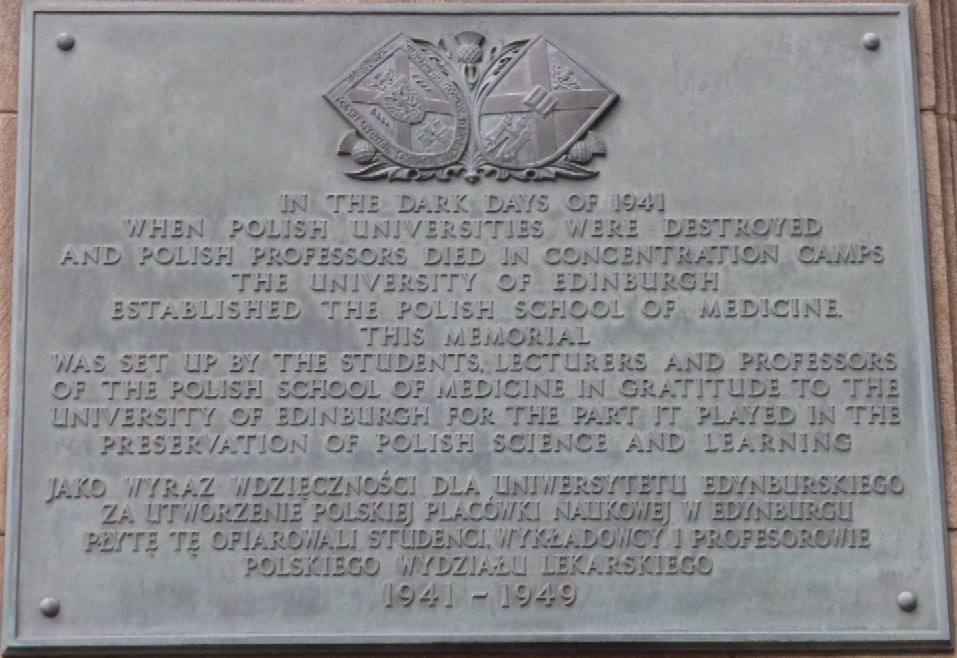 IN THE DARK DAYS OF 1941
WHEN POLISH UNIVERSITIES WERE DESTROYED
AND POLISH PROFESSORS DIED IN CONCENTRATION CAMPS
THE UNIVERSITY OF EDINBURGH
ESTABLISHED THE POLISH SCHOOL OF MEDICINE.
THIS MEMORIAL
WAS SET UP BY THE STUDENTS, LECTURERS AND PROFESSORS
OF THE POLISH SCHOOL OF MEDICINE IN GRATITUDE TO THE
UNIVERSITY OF EDINBURGH FOR THE PART IT PLAYED IN THE
PRESERVATION OF POLISH SCIENCE AND LEARNING
JAKO WYRAZ WDZIĘCZNOŚCI DLA UNIWERSYTETU EDYNBURSKIEGO
ZA UTWORZENIE POLSKIEJ PLACÓWKI NAUKOWEJ W EDYNBURGU
PŁYTĘ TĘ OFIAROWALI STUDENCI, WYKŁADOWCY I PROFESOROWIE
POLSKIEGO WYDZIAŁU LEKARSKIEGO
1941 – 1949